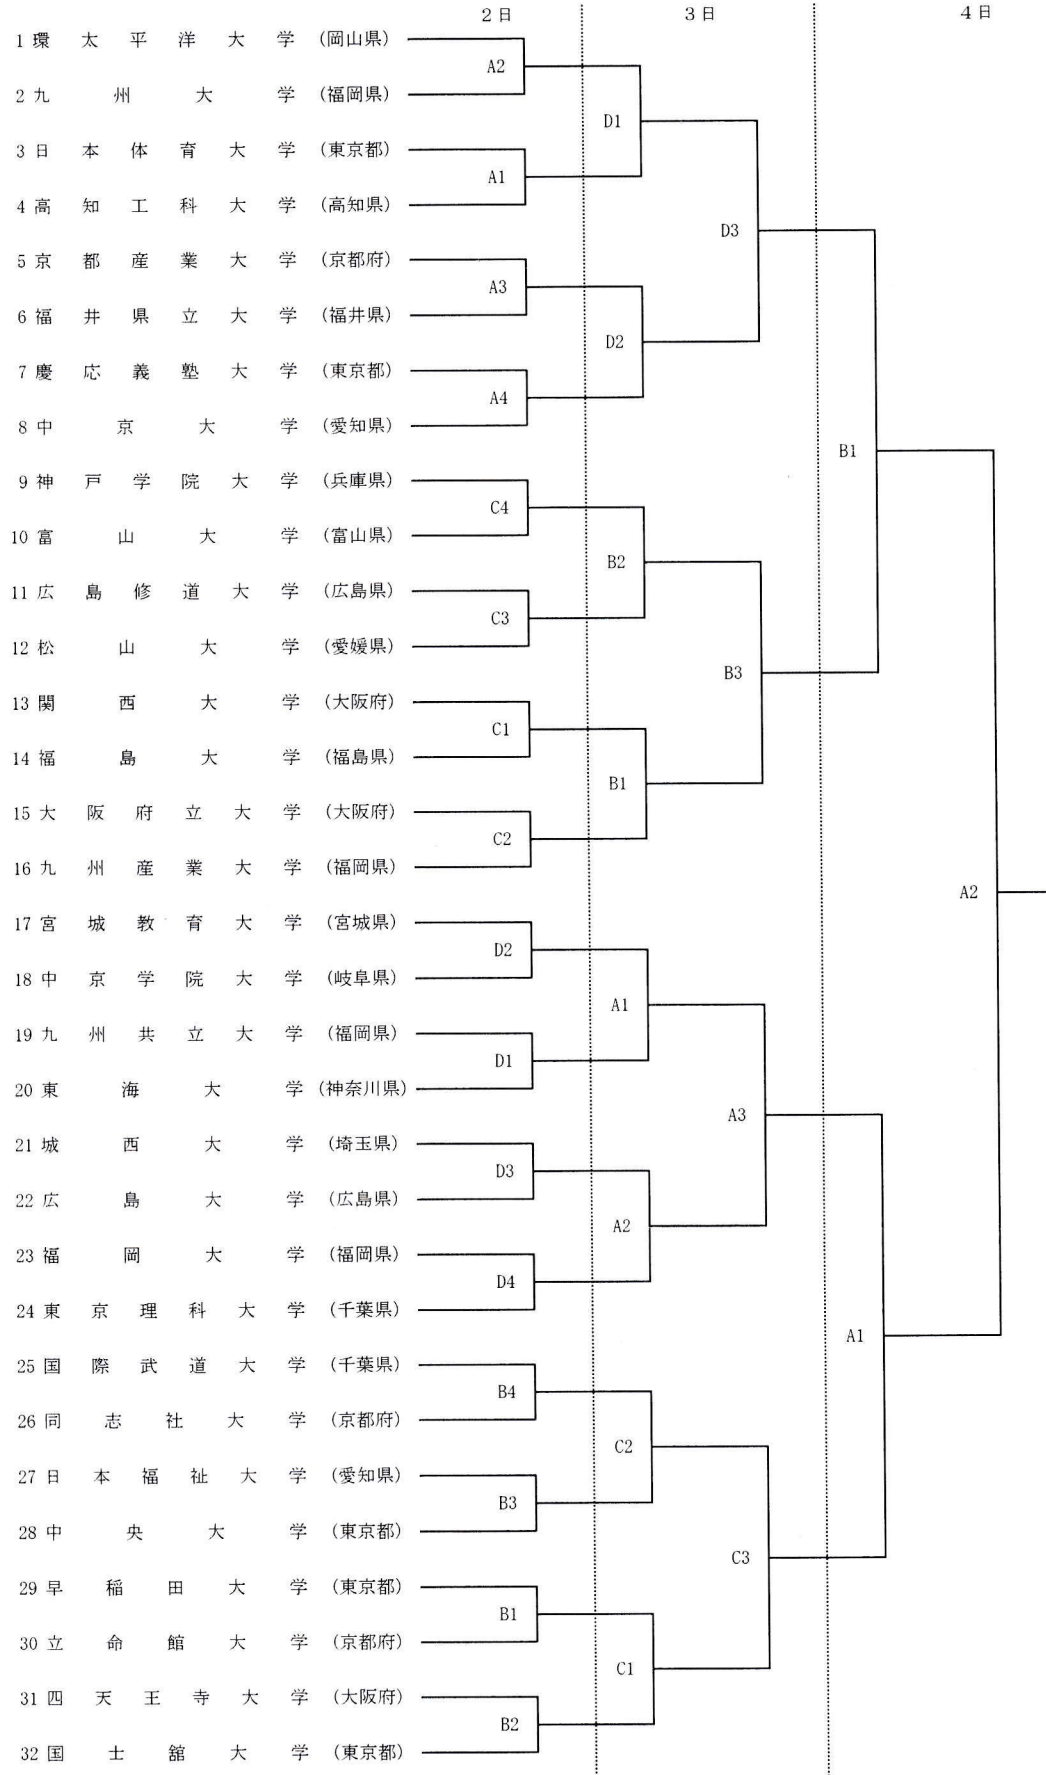 2日 3日 4日
1 環太平洋大学 (岡山県)
A2
2 九州大学 (福岡県)
D1
3 日本体育大学 (東京都)
A1
4 高知工科大学 (高知県)
D3
5 京都産業大学 (京都府)
A3
6 福井県立大学 (福井県)
D2
7 慶応義塾大学 (東京都)
A4
8 中京大学 (愛知県)
B1
9 神戸学院大学 (兵庫県)
C4
10 富山大学 (富山県)
B2
11 広島修道大学 (広島県)
C3
12 松山大学 (愛媛県)
B3
13 関西大学 (大阪府)
C1
14 福島大学 (福島県)
B1
15 大阪府立大学 (大阪府)
C2
16 九州産業大学 (福岡県)
A2
17 宮城教育大学 (宮城県)
D2
18 中京学院大学 (岐阜県)
A1
19 九州共立大学 (福岡県)
D1
20 東海大学 (神奈川県)
A3
21 城西大学 (埼玉県)
D3
22 広島大学 (広島県)
A2
23 福岡大学 (福岡県)
D4
24 東京理科大学 (千葉県)
A1
25 国際武道大学 (千葉県)
B4
26 同志社大学 (京都府)
C2
27 日本福祉大学 (愛知県)
B3
28 中央大学 (東京都)
C3
29 早稲田大学 (東京都)
B1
30 立命館大学 (京都府)
C1
31 四天王寺大学 (大阪府)
B2
32 国士舘大学 (東京都)